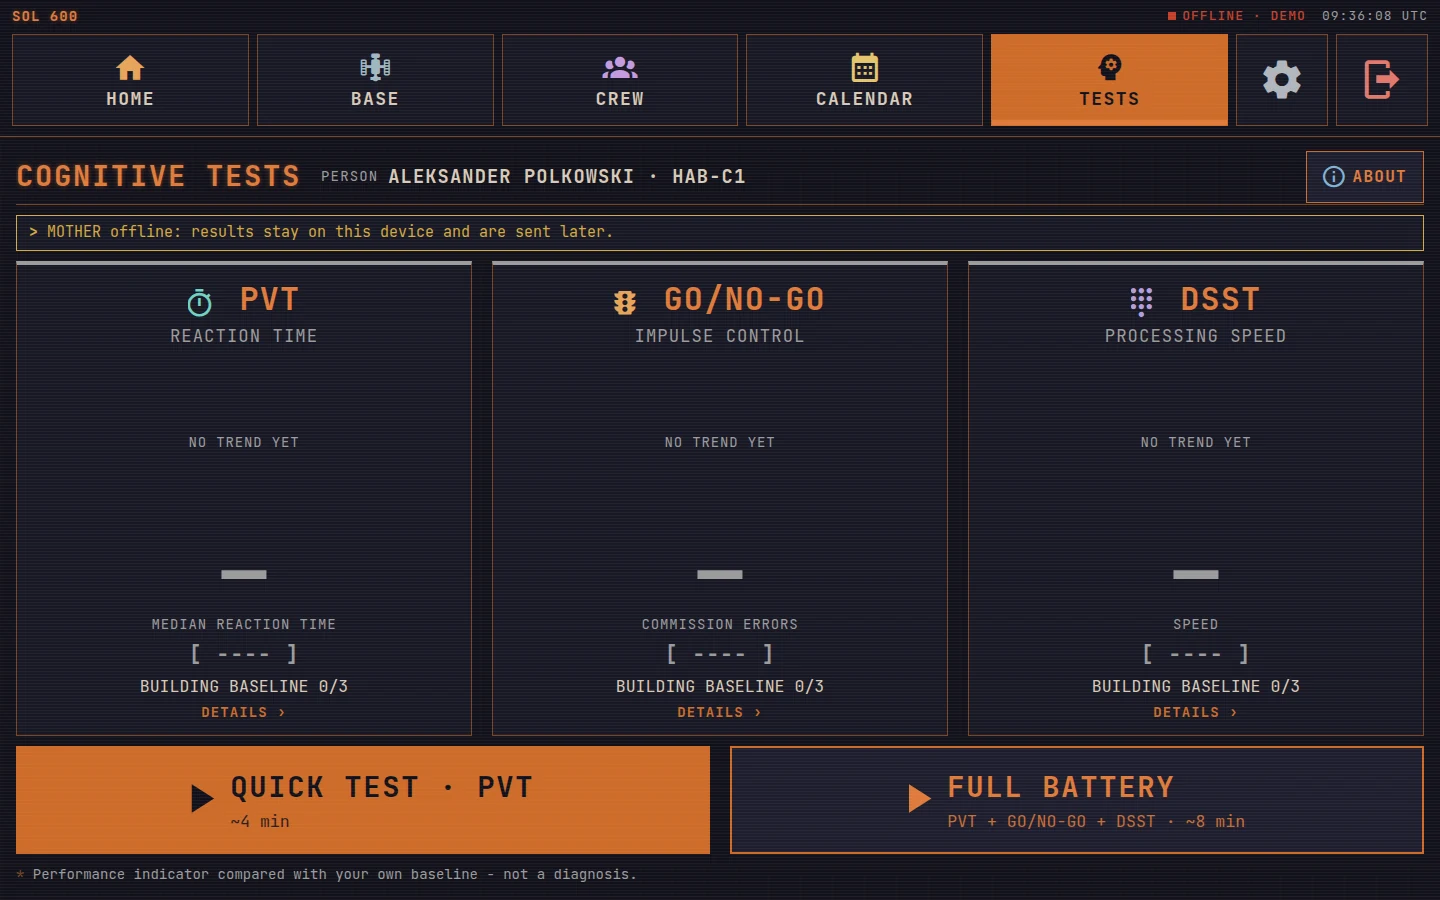 SOL 600
OFFLINE · DEMO 09:36:08 UTC
HOME
BASE
CREW
CALENDAR
TESTS
COGNITIVE TESTS
PERSON ALEKSANDER POLKOWSKI · HAB-C1
ABOUT
> MOTHER offline: results stay on this device and are sent later.
PVT
REACTION TIME
NO TREND YET
—
MEDIAN REACTION TIME
[ ---- ]
BUILDING BASELINE 0/3
DETAILS ›
GO/NO-GO
IMPULSE CONTROL
NO TREND YET
—
COMMISSION ERRORS
[ ---- ]
BUILDING BASELINE 0/3
DETAILS ›
DSST
PROCESSING SPEED
NO TREND YET
—
SPEED
[ ---- ]
BUILDING BASELINE 0/3
DETAILS ›
QUICK TEST · PVT
~4 min
FULL BATTERY
PVT + GO/NO-GO + DSST · ~8 min
* Performance indicator compared with your own baseline - not a diagnosis.